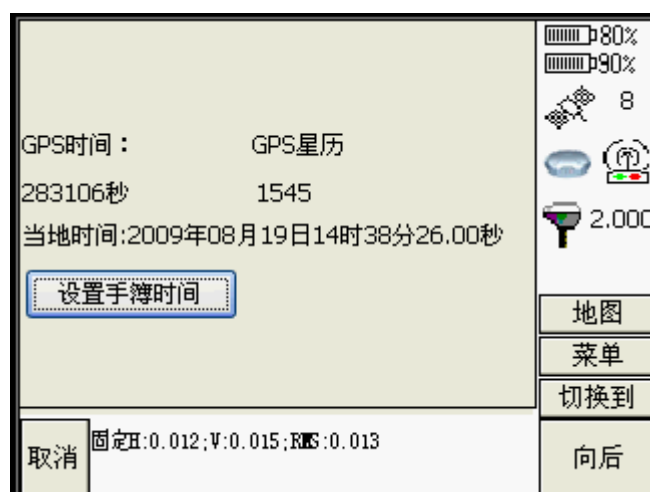 80%
90%
8
GPS时间： GPS星历
283106秒 1545
2.000
当地时间:2009年08月19日14时38分26.00秒
设置手簿时间
地图
菜单
切换到
取消
固定H:0.012;V:0.015;RMS:0.013
向后